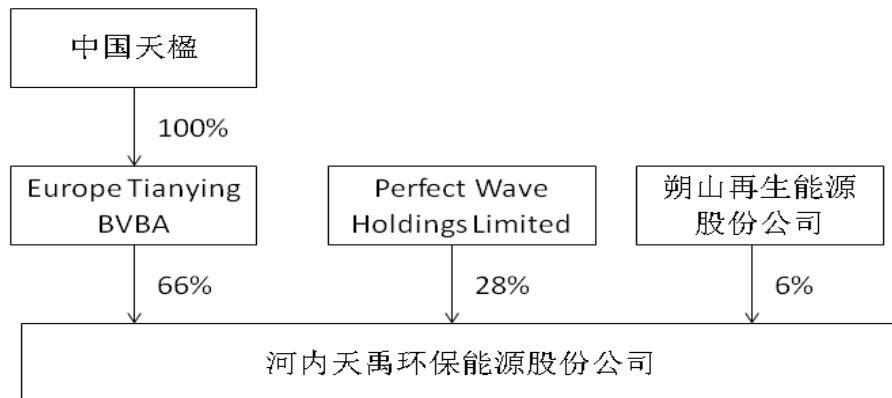 中国天楹
100%
Europe Tianying
BVBA
Perfect Wave
Holdings Limited
朔山再生能源
股份公司
66%
28%
6%
河内天禹环保能源股份公司